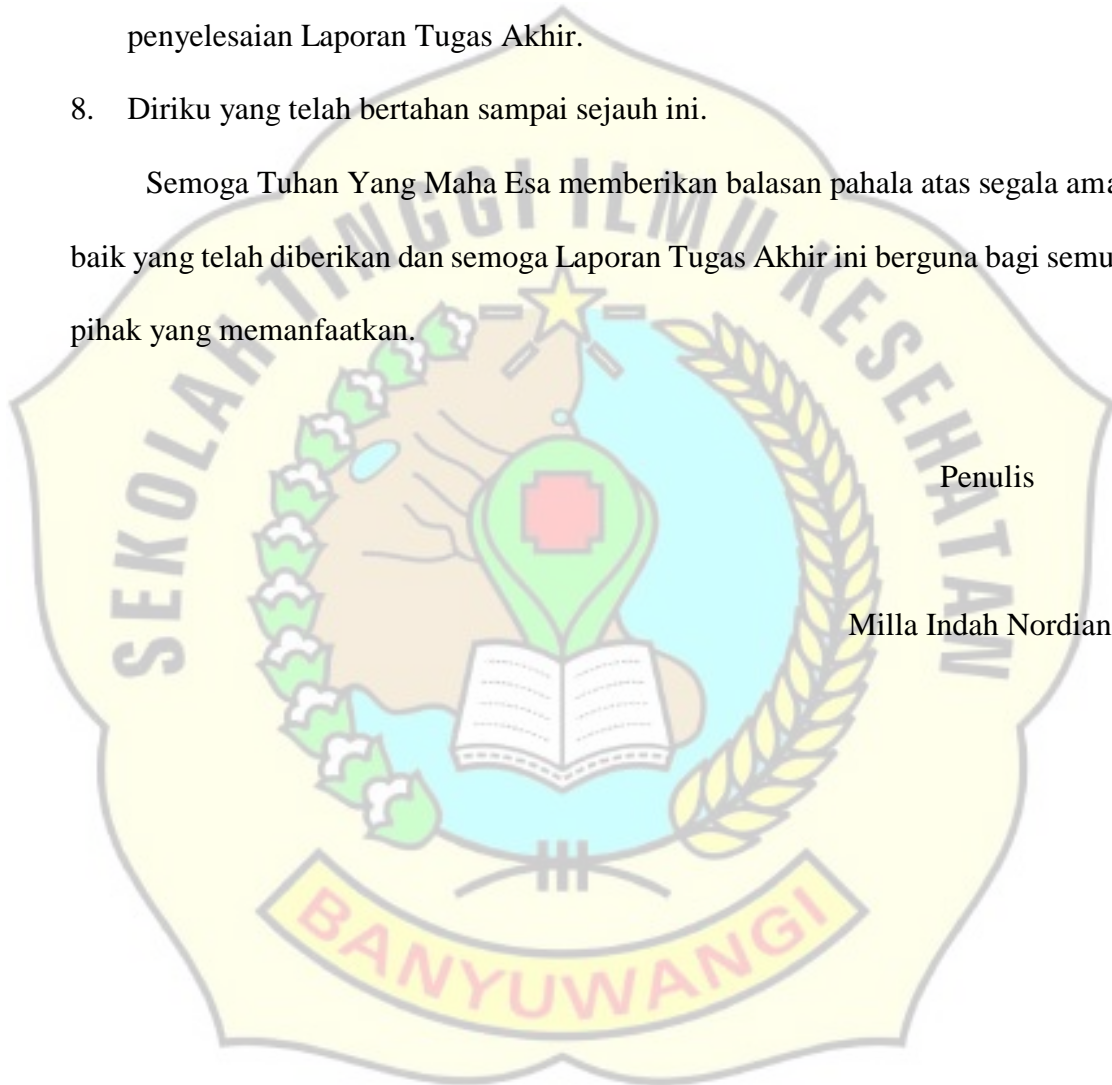 penyelesaian Laporan Tugas Akhir.
8. Diriku yang telah bertahan sampai sejauh ini.
Semoga Tuhan Yang Maha Esa memberikan balasan pahala atas segala ama
baik yang telah diberikan dan semoga Laporan Tugas Akhir ini berguna bagi semu
pihak yang memanfaatkan.
Penulis
Milla Indah Nordian
SEKOLAH TINGGI ILMU KESEHATAN
BANYUWANGI